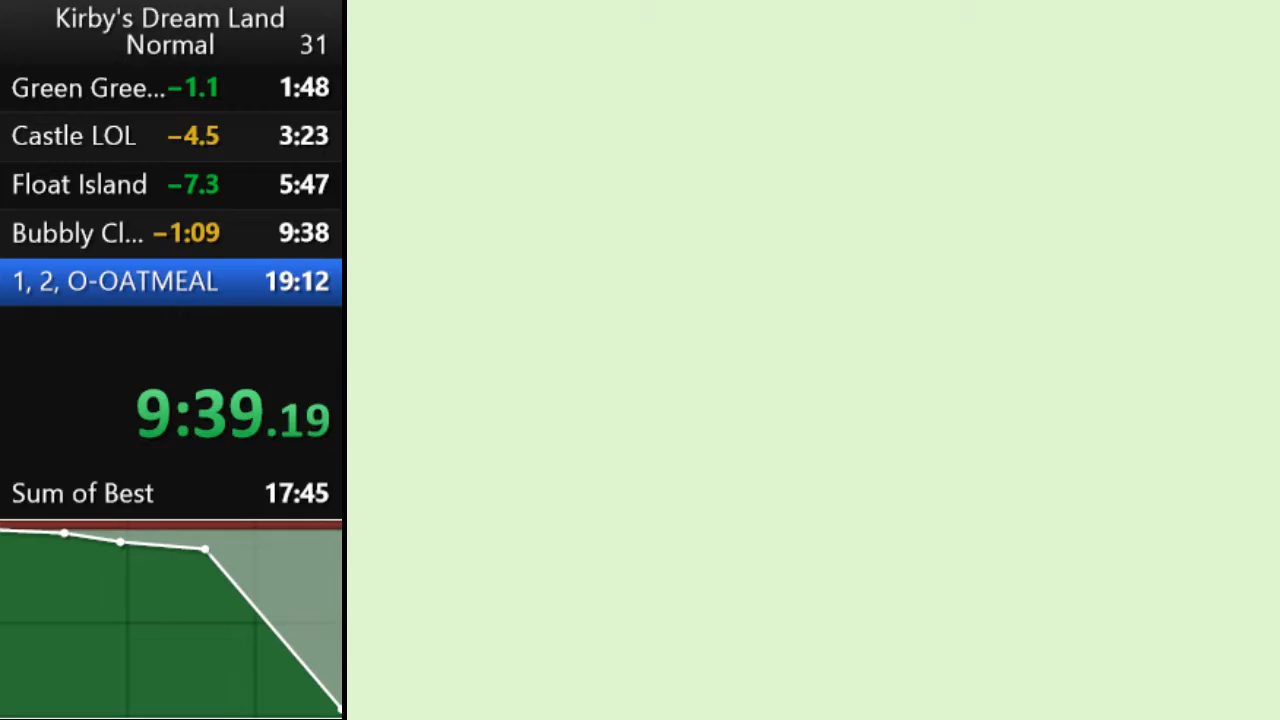 Kirby's Dream Land
Normal 31
Green Gree... −1.1 1:48
Castle LOL −4.5 3:23
Float Island −7.3 5:47
Bubbly Cl... −1:09 9:38
1, 2, O-OATMEAL 19:12
9:39.19
Sum of Best 17:45